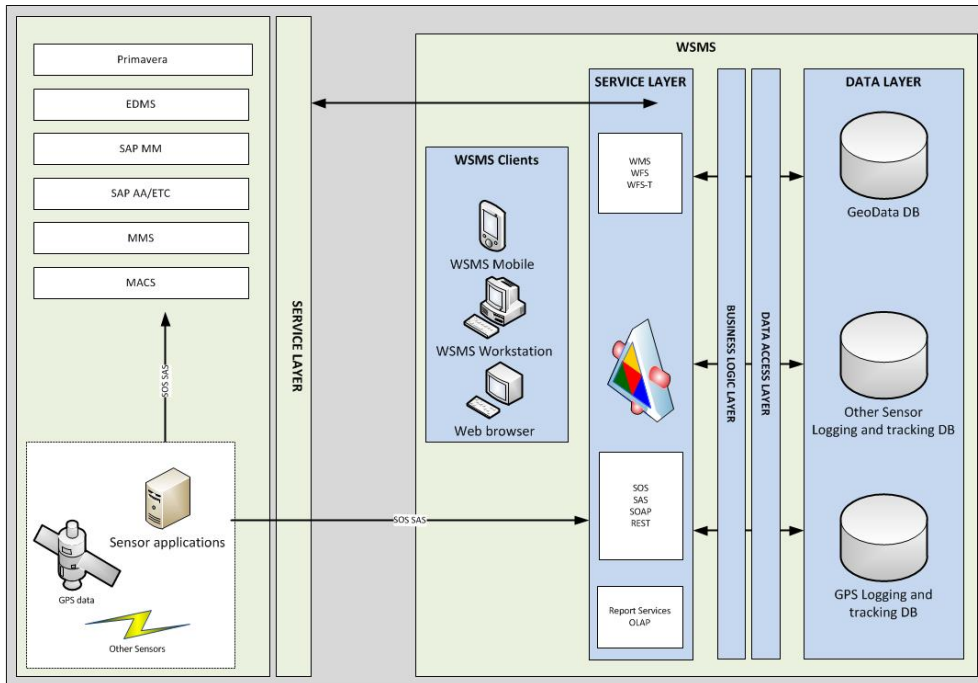 Primavera
EDMS
SAP MM
SAP AA/ETC
MMS
MACS
SOS SAS
Sensor applications
GPS data
Other Sensors
SERVICE LAYER
SOS SAS
WSMS
WSMS Clients
WSMS Mobile
WSMS Workstation
Web browser
SERVICE LAYER
WMS
WFS
WFS-T
SOS
SAS
SOAP
REST
Report Services
OLAP
BUSINESS LOGIC LAYER
DATA ACCESS LAYER
DATA LAYER
GeoData DB
Other Sensor
Logging and tracking DB
GPS Logging and
tracking DB